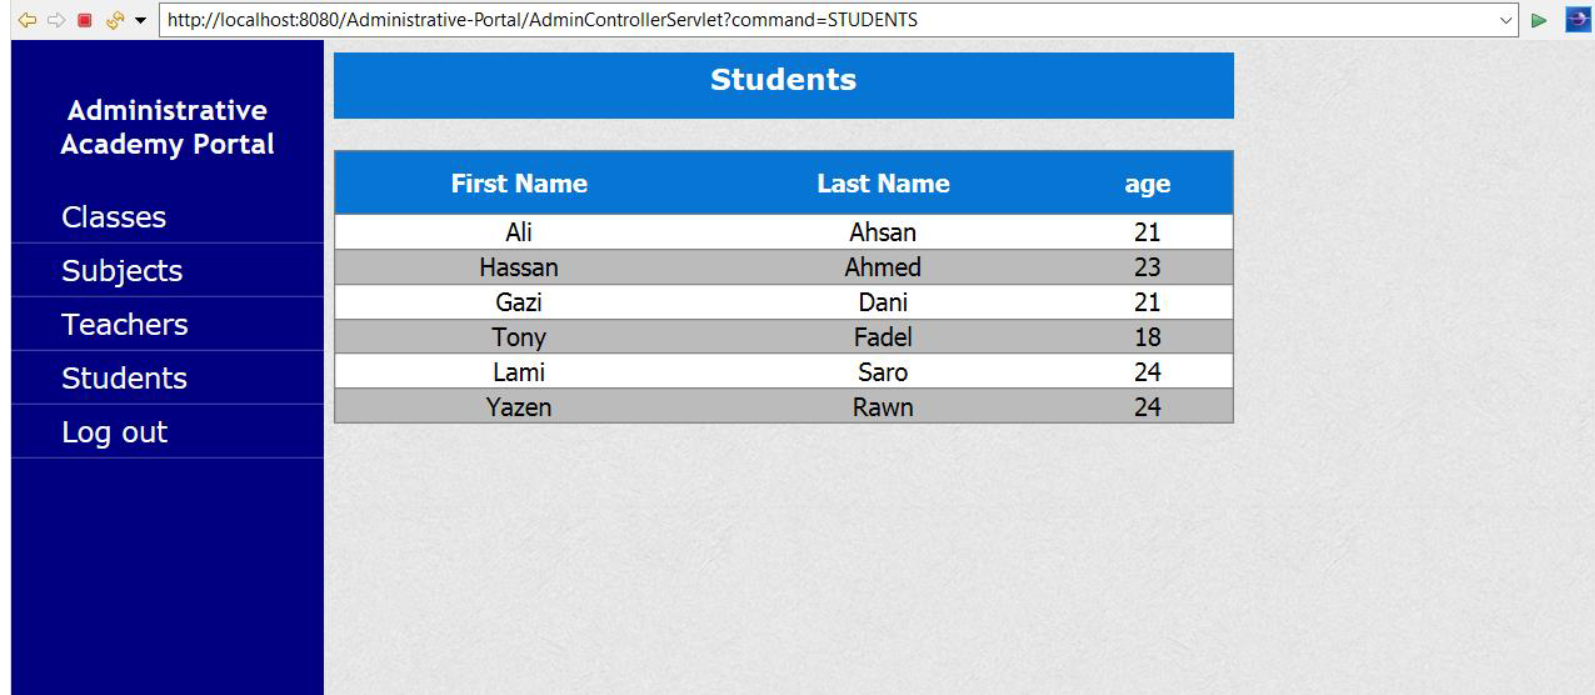 http://localhost:8080/Administrative-Portal/AdminControllerServlet?command=STUDENTS
Administrative
Academy Portal
Classes
Subjects
Teachers
Students
Log out
Students
First Name Last Name age
Ali Ahsan 21
Hassan Ahmed 23
Gazi Dani 21
Tony Fadel 18
Lami Saro 24
Yazen Rawn 24